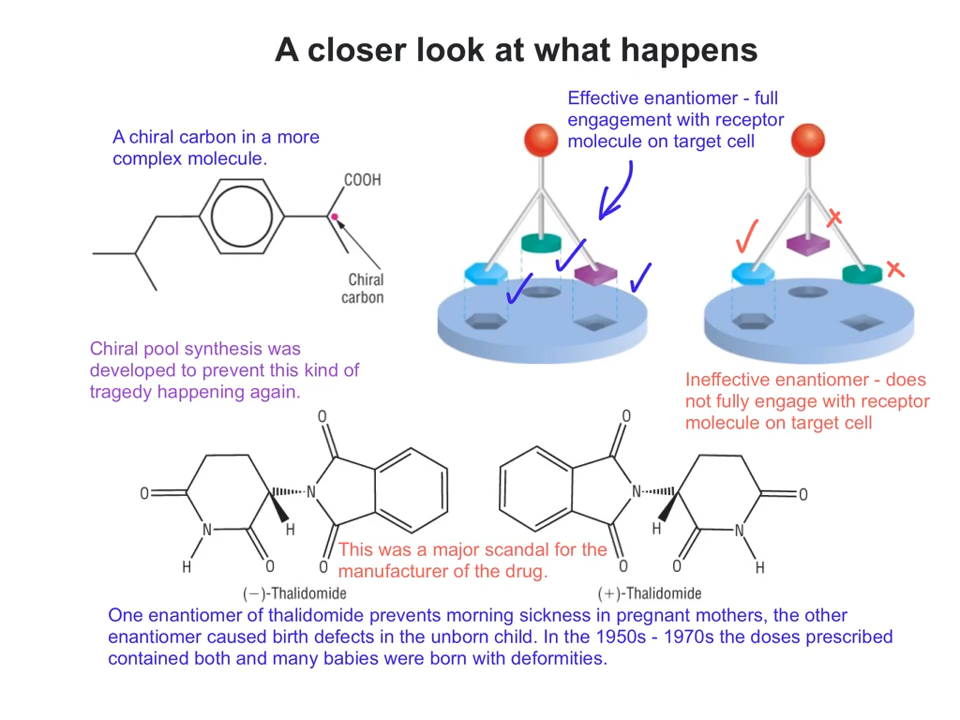 A closer look at what happens
Effective enantiomer - full
engagement with receptor
molecule on target cell
A chiral carbon in a more
complex molecule.
COOH
Chiral
carbon
Chiral pool synthesis was
developed to prevent this kind of
tragedy happening again.
Ineffective enantiomer - does
not fully engage with receptor
molecule on target cell
O
O
N
N
H
H
O
O
(−)-Thalidomide
O
N
O
H
N
H
O
O
(+)-Thalidomide
This was a major scandal for the
manufacturer of the drug.
One enantiomer of thalidomide prevents morning sickness in pregnant mothers, the other
enantiomer caused birth defects in the unborn child. In the 1950s - 1970s the doses prescribed
contained both and many babies were born with deformities.